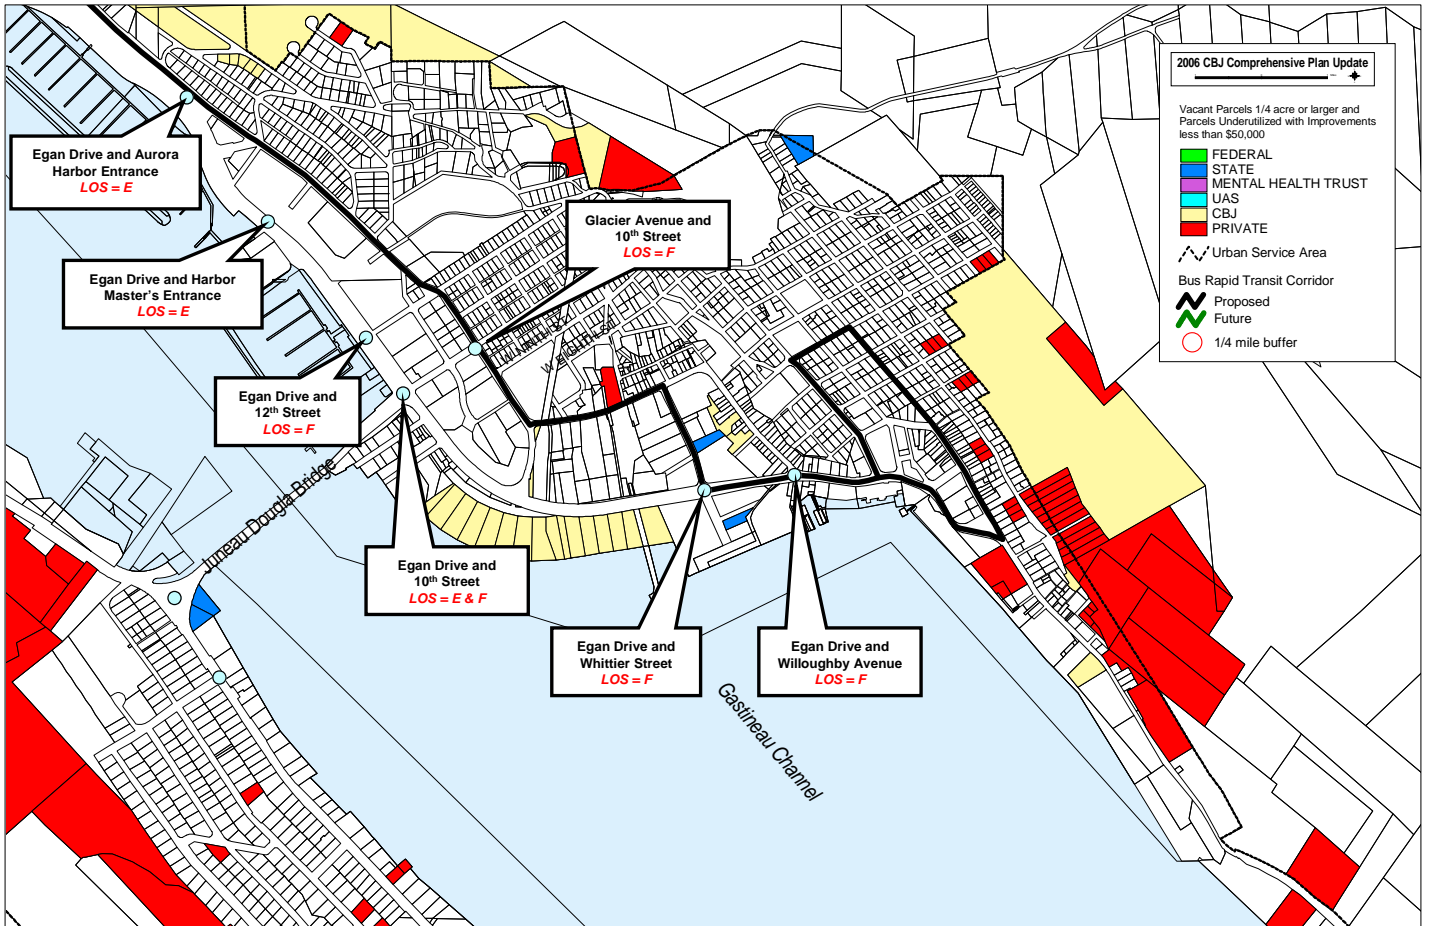 2006 CBJ Comprehensive Plan Update
Vacant Parcels 1/4 acre or larger and
Parcels Underutilized with Improvements
less than $50,000
FEDERAL
STATE
MENTAL HEALTH TRUST
UAS
CBJ
PRIVATE
Urban Service Area
Bus Rapid Transit Corridor
Proposed
Future
1/4 mile buffer
Egan Drive and Aurora
Harbor Entrance
LOS = E
Glacier Avenue and
10th Street
LOS = F
Egan Drive and Harbor
Master's Entrance
LOS = E
Egan Drive and
12th Street
LOS = F
Juneau Dougla Bridge
Egan Drive and
10th Street
LOS = E & F
Egan Drive and
Whittier Street
LOS = F
Egan Drive and
Willoughby Avenue
LOS = F
Gastineau Channel